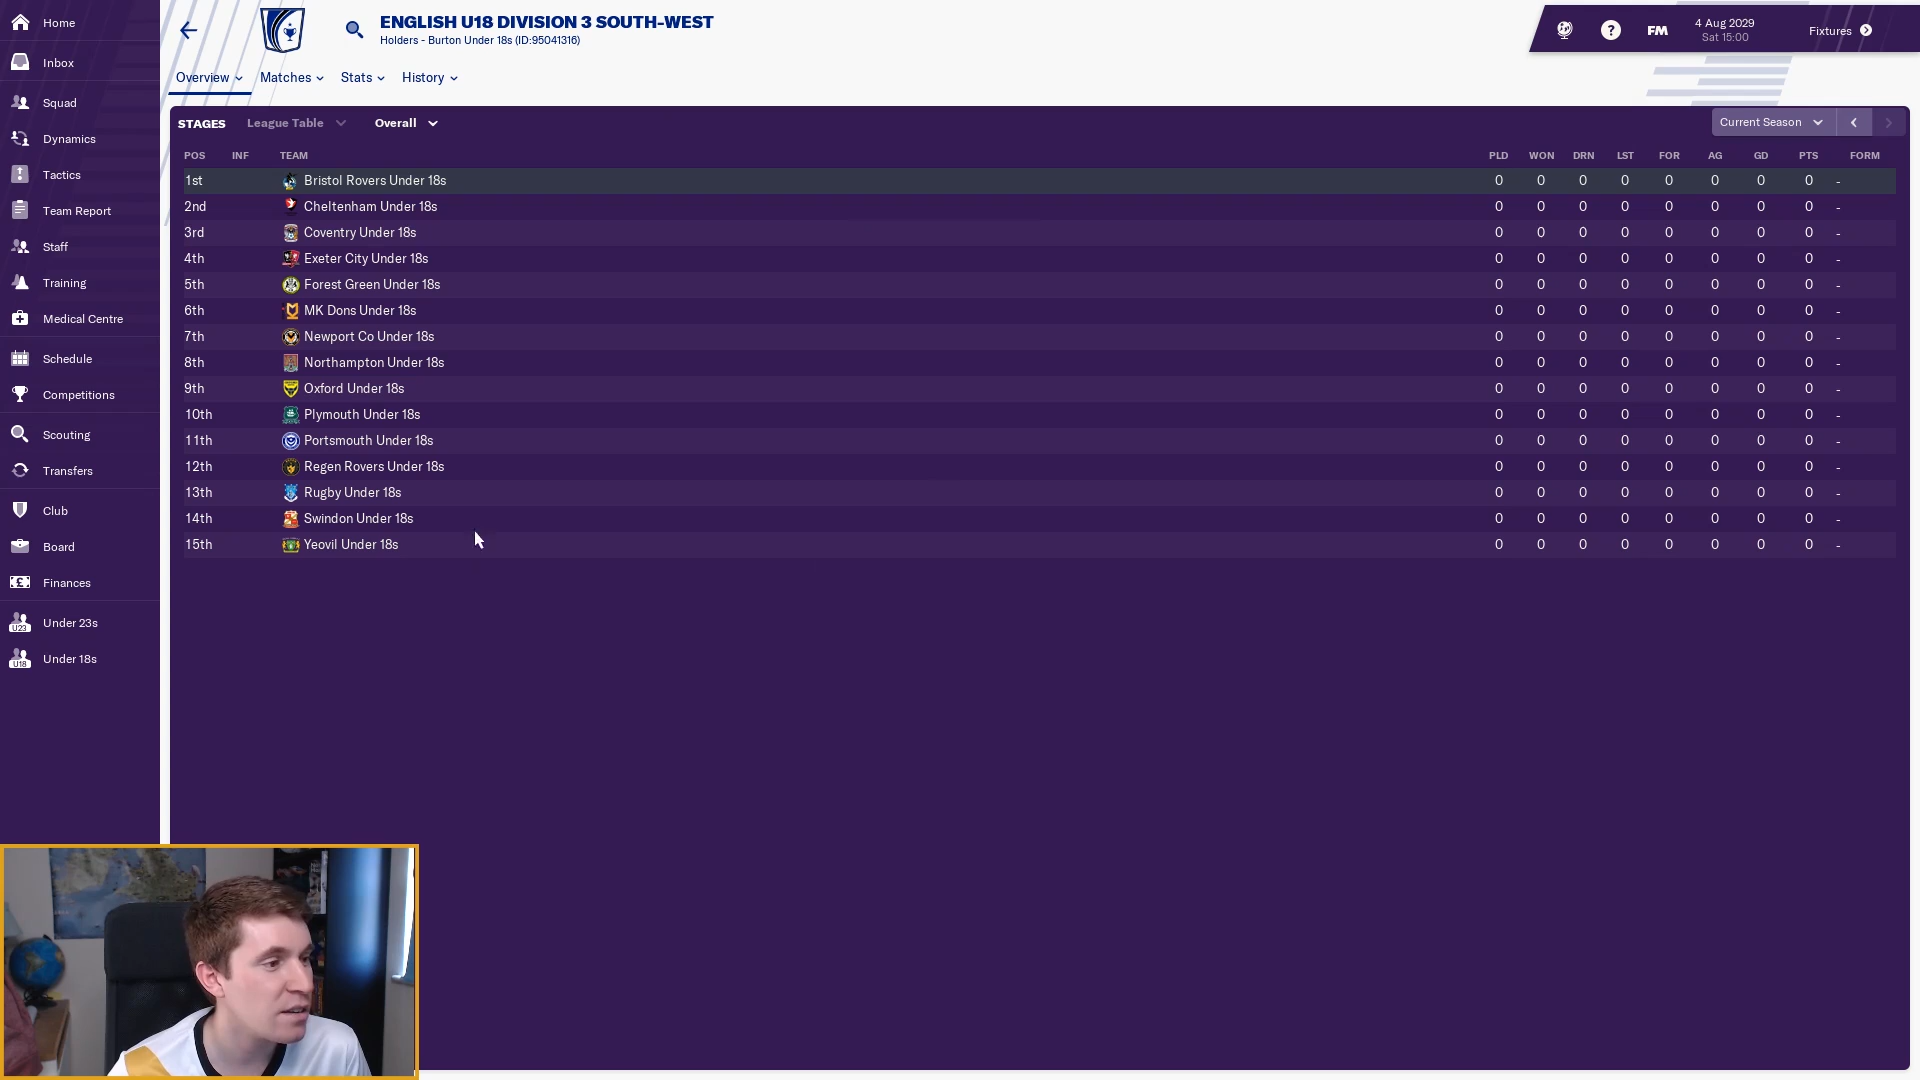 Home
Inbox
Squad
Dynamics
Tactics
Team Report
Staff
Training
Medical Centre
Schedule
Competitions
Scouting
Transfers
Club
Board
Finances
U23 Under 23s
U18 Under 18s
ENGLISH U18 DIVISION 3 SOUTH-WEST
Holders - Burton Under 18s (ID:95041316)
? FM 4 Aug 2029 Fixtures
Sat 15:00
Overview Matches Stats History
STAGES League Table Overall Current Season
POS INF TEAM PLD WON DRN LST FOR AG GD PTS FORM
1st Bristol Rovers Under 18s 0 0 0 0 0 0 0 0 -
2nd Cheltenham Under 18s 0 0 0 0 0 0 0 0 -
3rd Coventry Under 18s 0 0 0 0 0 0 0 0 -
4th Exeter City Under 18s 0 0 0 0 0 0 0 0 -
5th Forest Green Under 18s 0 0 0 0 0 0 0 0 -
6th MK Dons Under 18s 0 0 0 0 0 0 0 0 -
7th Newport Co Under 18s 0 0 0 0 0 0 0 0 -
8th Northampton Under 18s 0 0 0 0 0 0 0 0 -
9th Oxford Under 18s 0 0 0 0 0 0 0 0 -
10th Plymouth Under 18s 0 0 0 0 0 0 0 0 -
11th Portsmouth Under 18s 0 0 0 0 0 0 0 0 -
12th Regen Rovers Under 18s 0 0 0 0 0 0 0 0 -
13th Rugby Under 18s 0 0 0 0 0 0 0 0 -
14th Swindon Under 18s 0 0 0 0 0 0 0 0 -
15th Yeovil Under 18s 0 0 0 0 0 0 0 0 -